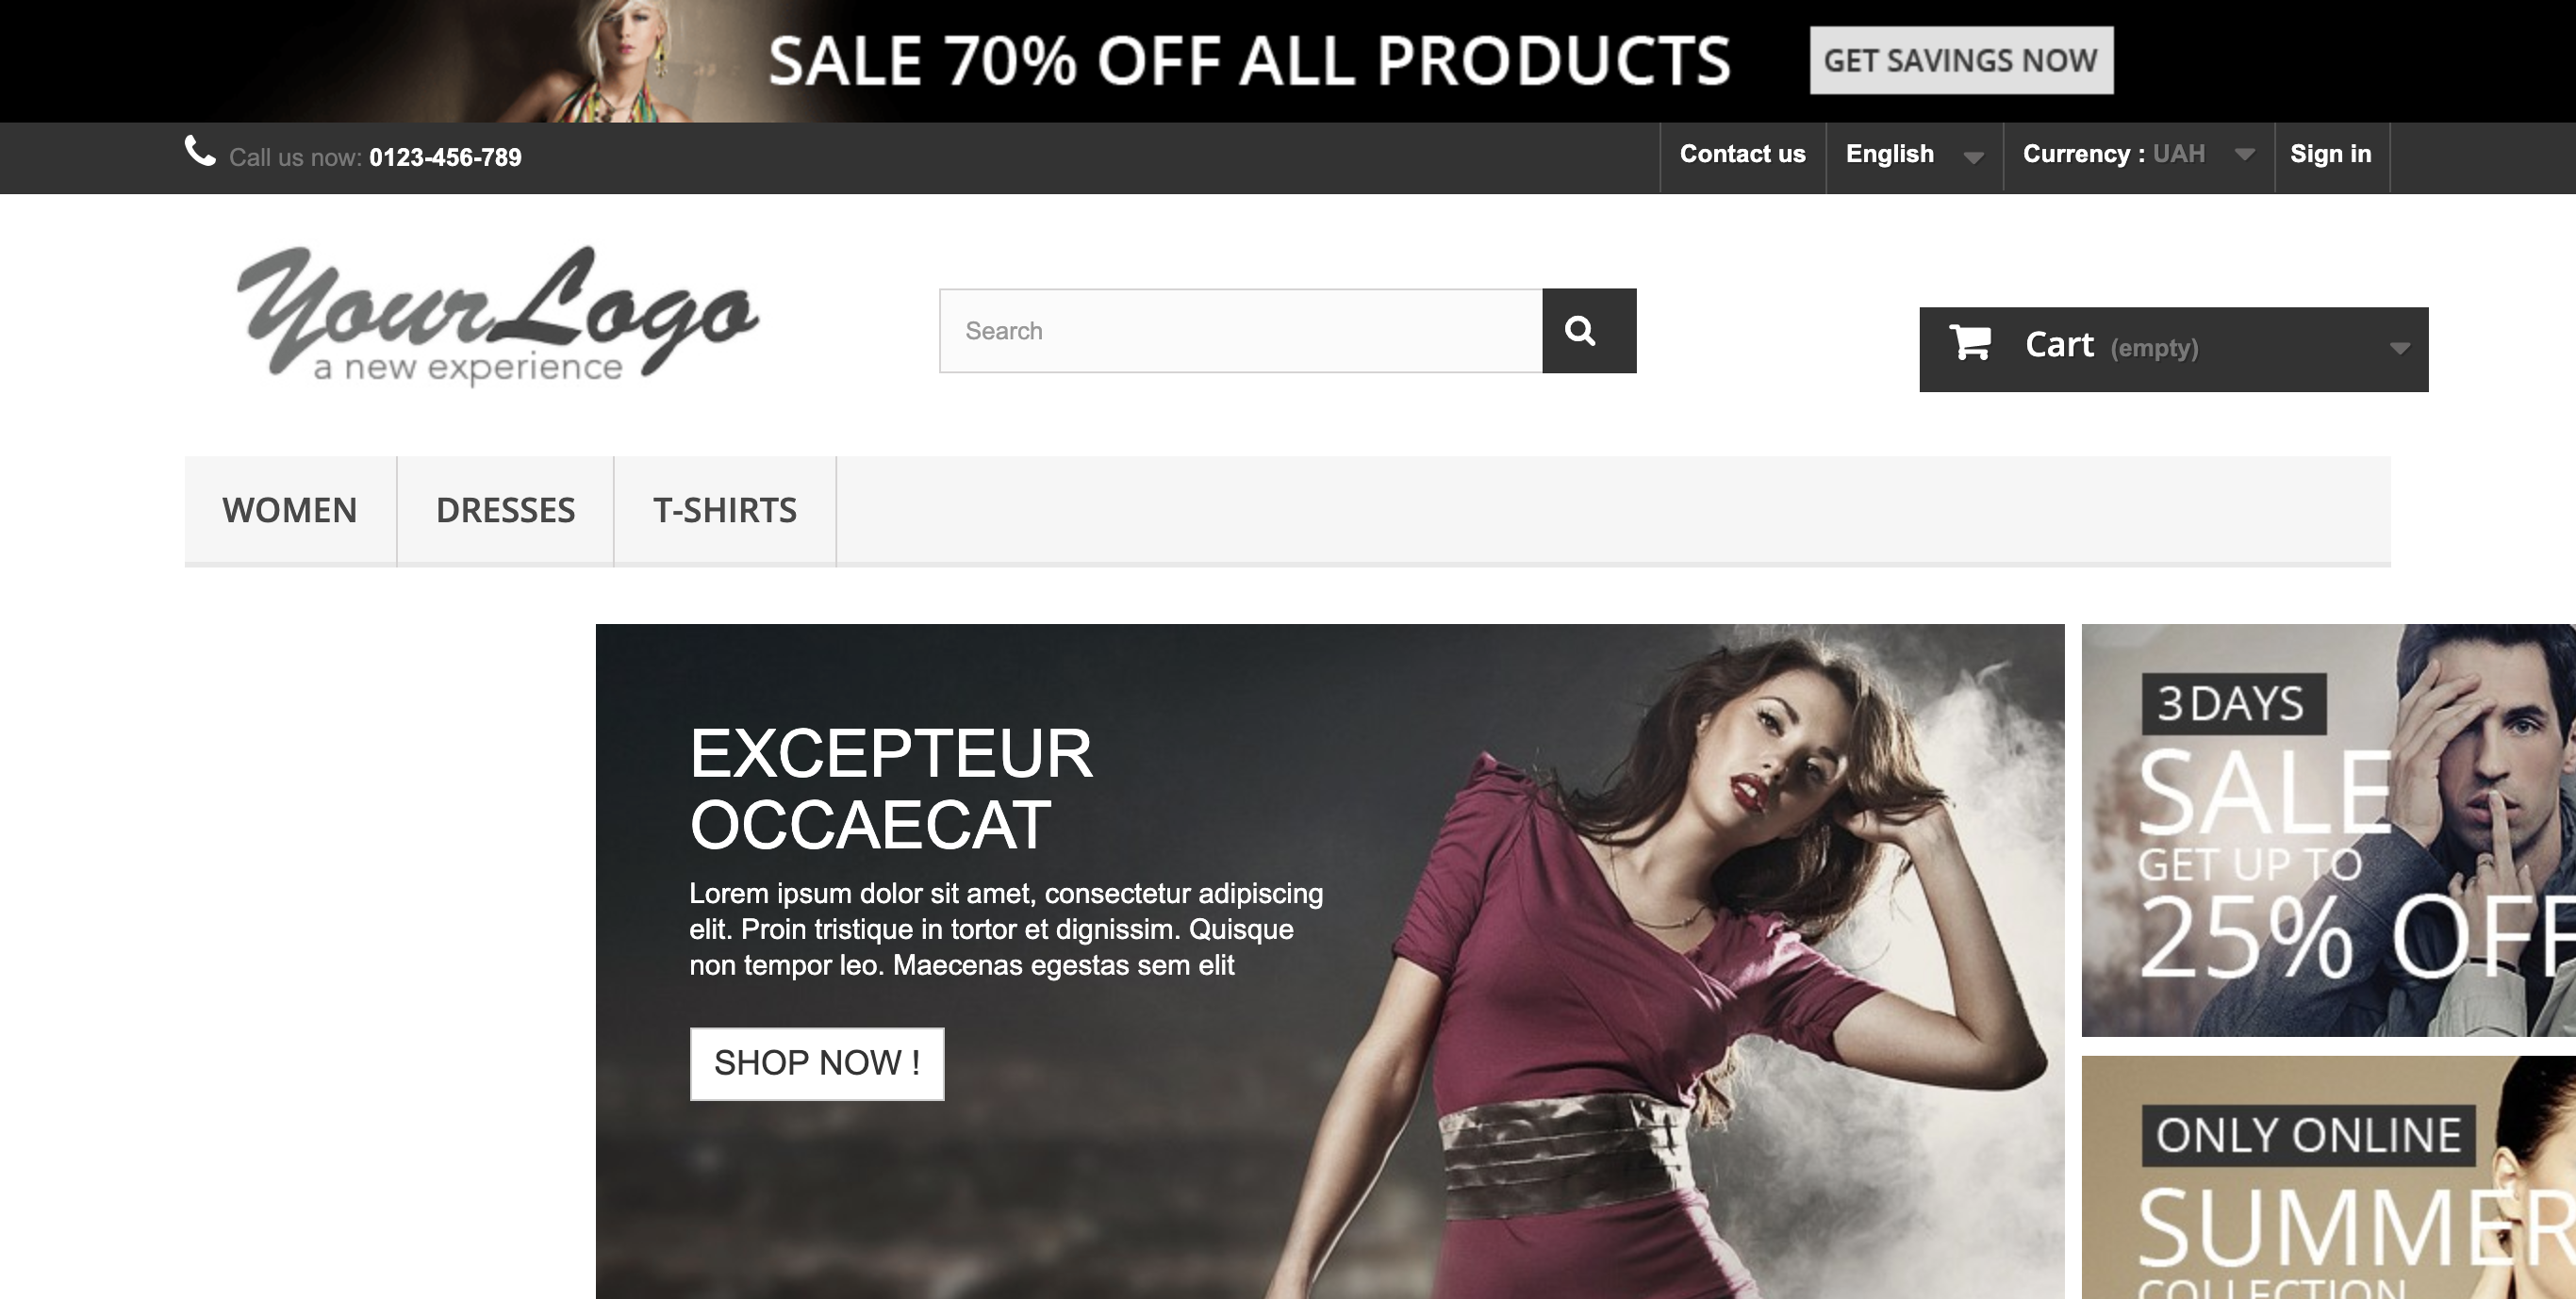 SALE 70% OFF ALL PRODUCTS
GET SAVINGS NOW
Call us now: 0123-456-789
Contact us
English
Currency : UAH
Sign in
YourLogo
a new experience
Search
Cart (empty)
WOMEN
DRESSES
T-SHIRTS
EXCEPTEUR
OCCAECAT
Lorem ipsum dolor sit amet, consectetur adipiscing
elit. Proin tristique in tortor et dignissim. Quisque
non tempor leo. Maecenas egestas sem elit
SHOP NOW !
3 DAYS
SALE
GET UP TO
25% OFF
ONLY ONLINE
SUMMER
COLLECTION